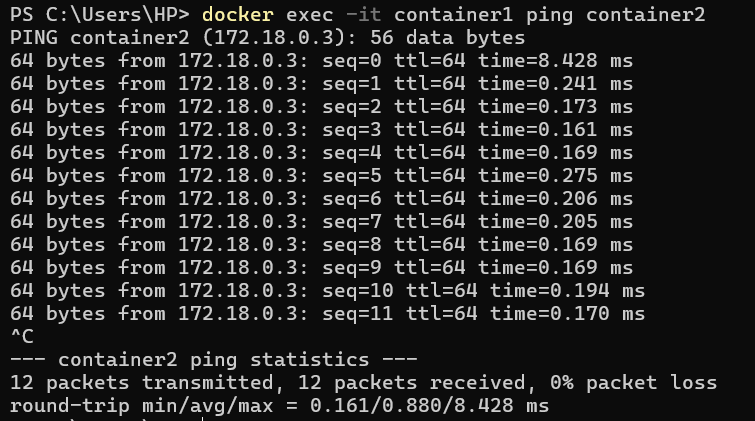 PS C:\Users\HP> docker exec -it container1 ping container2
PING container2 (172.18.0.3): 56 data bytes
64 bytes from 172.18.0.3: seq=0 ttl=64 time=8.428 ms
64 bytes from 172.18.0.3: seq=1 ttl=64 time=0.241 ms
64 bytes from 172.18.0.3: seq=2 ttl=64 time=0.173 ms
64 bytes from 172.18.0.3: seq=3 ttl=64 time=0.161 ms
64 bytes from 172.18.0.3: seq=4 ttl=64 time=0.169 ms
64 bytes from 172.18.0.3: seq=5 ttl=64 time=0.275 ms
64 bytes from 172.18.0.3: seq=6 ttl=64 time=0.206 ms
64 bytes from 172.18.0.3: seq=7 ttl=64 time=0.205 ms
64 bytes from 172.18.0.3: seq=8 ttl=64 time=0.169 ms
64 bytes from 172.18.0.3: seq=9 ttl=64 time=0.169 ms
64 bytes from 172.18.0.3: seq=10 ttl=64 time=0.194 ms
64 bytes from 172.18.0.3: seq=11 ttl=64 time=0.170 ms
^C
--- container2 ping statistics ---
12 packets transmitted, 12 packets received, 0% packet loss
round-trip min/avg/max = 0.161/0.880/8.428 ms